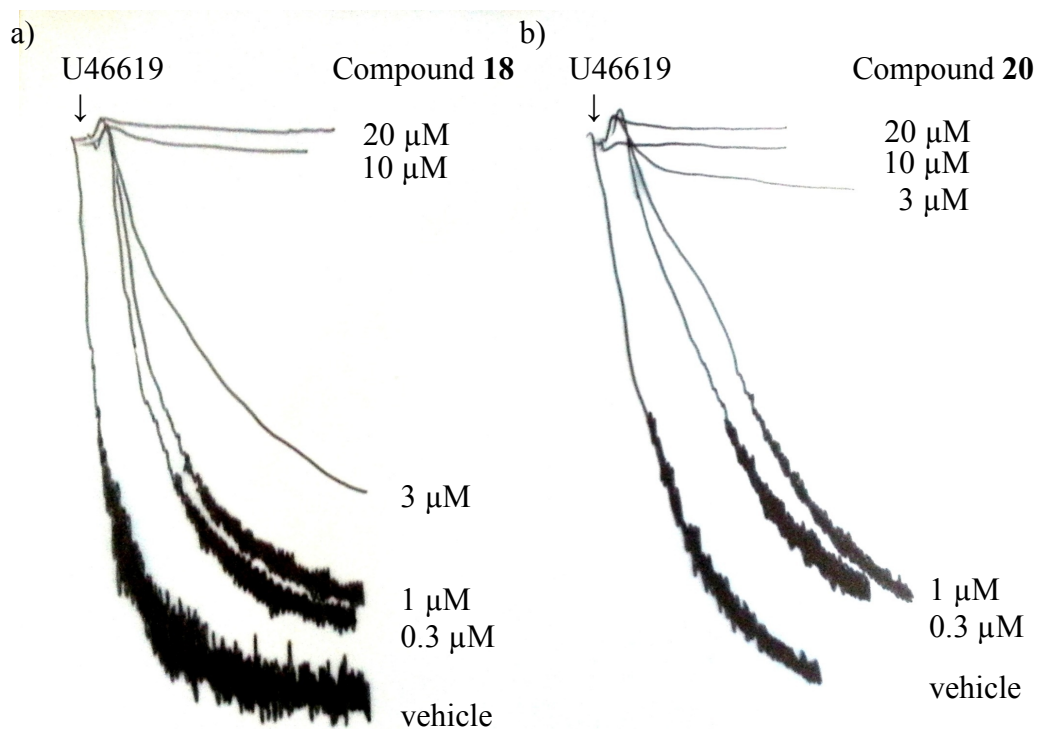 a)
U46619
Compound 18
↓
20 µM
10 µM
3 µM
1 µM
0.3 µM
vehicle
b)
U46619
Compound 20
↓
20 µM
10 µM
3 µM
1 µM
0.3 µM
vehicle